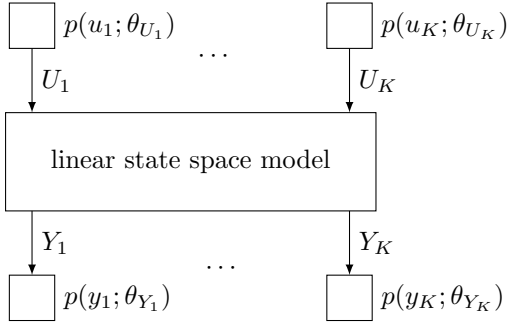 p(u_1; θ_{U_1}) p(u_K; θ_{U_K})
...
U_1 U_K
linear state space model
Y_1 Y_K
...
p(y_1; θ_{Y_1}) p(y_K; θ_{Y_K})